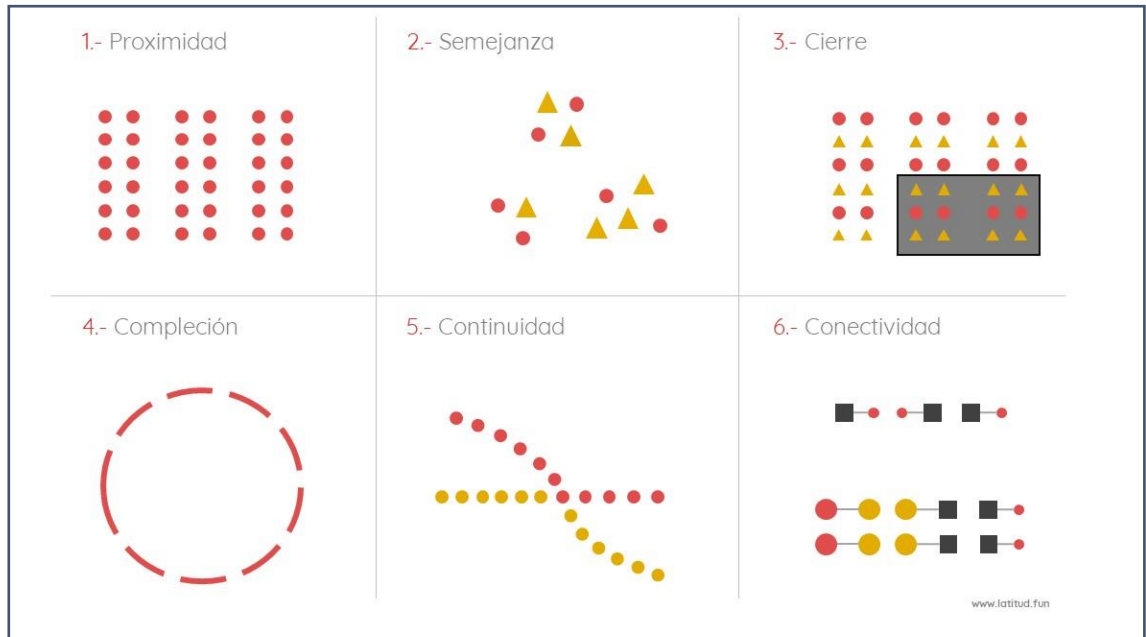 1.- Proximidad
2.- Semejanza
3.- Cierre
4.- Compleción
5.- Continuidad
6.- Conectividad
www.latitud.fun